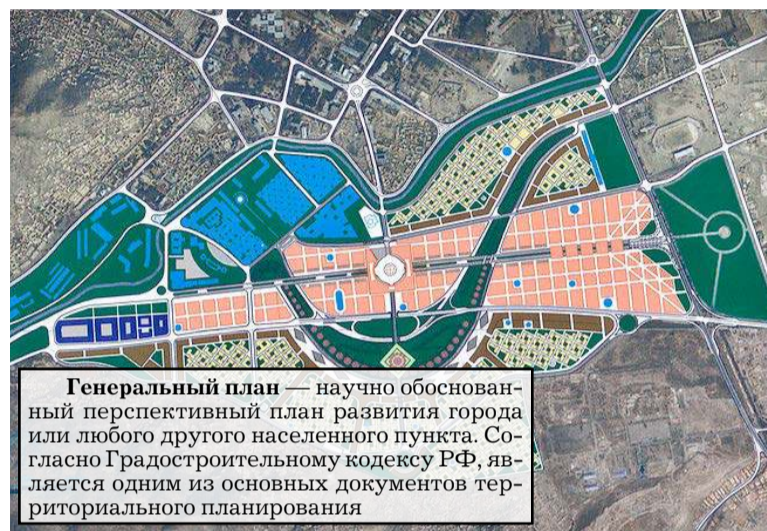 Генеральный план — научно обоснован-
ный перспективный план развития города
или любого другого населенного пункта. Со-
гласно Градостроительному кодексу РФ, яв-
ляется одним из основных документов тер-
риториального планирования